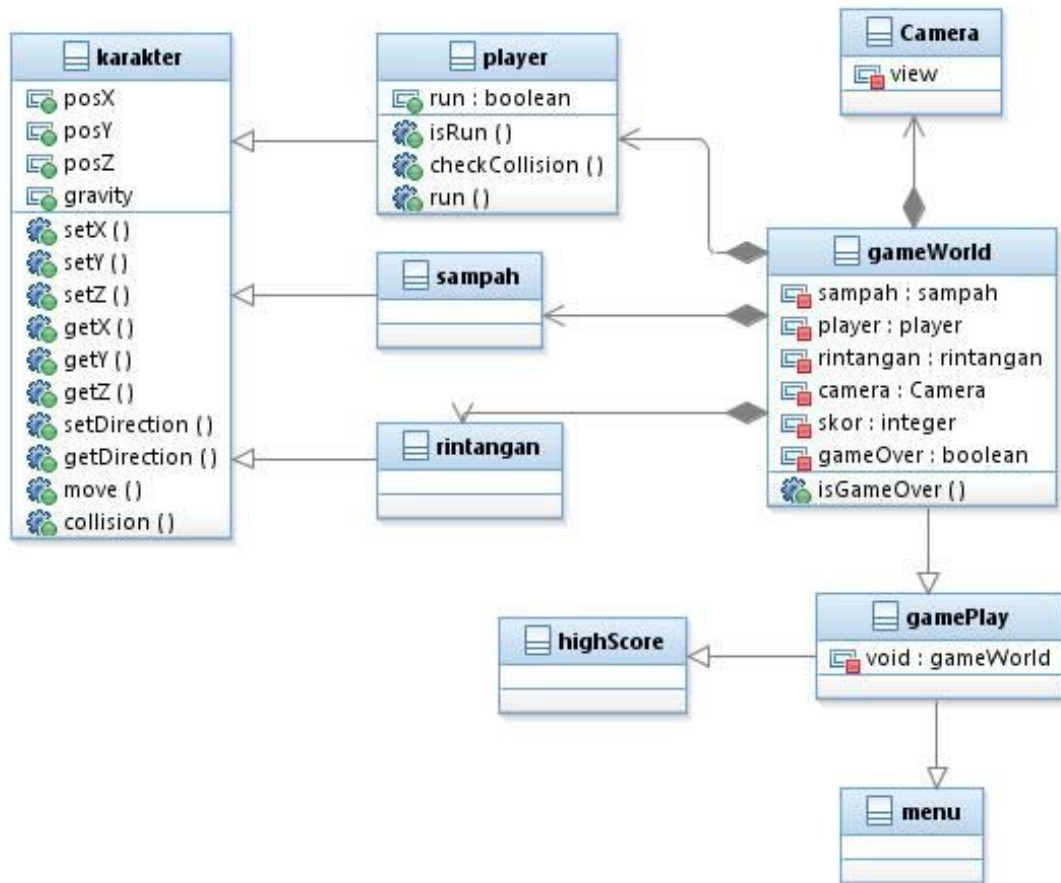 karakter
posX
posY
posZ
gravity
setX ()
setY ()
setZ ()
getX ()
getY ()
getZ ()
setDirection ()
getDirection ()
move ()
collision ()
player
run : boolean
isRun ()
checkCollision ()
run ()
sampah
rintangan
Camera
view
gameWorld
sampah : sampah
player : player
rintangan : rintangan
camera : Camera
skor : integer
gameOver : boolean
isGameOver ()
highScore
gamePlay
void : gameWorld
menu